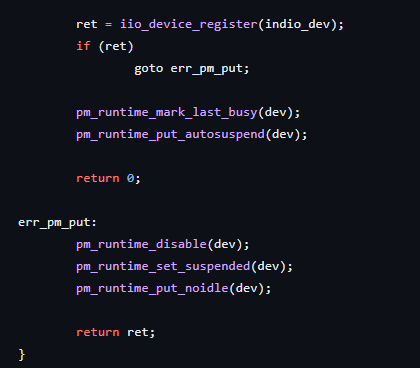 ret = iio_device_register(indio_dev);
if (ret)
goto err_pm_put;
pm_runtime_mark_last_busy(dev);
pm_runtime_put_autosuspend(dev);
return 0;
err_pm_put:
pm_runtime_disable(dev);
pm_runtime_set_suspended(dev);
pm_runtime_put_noidle(dev);
return ret;
}